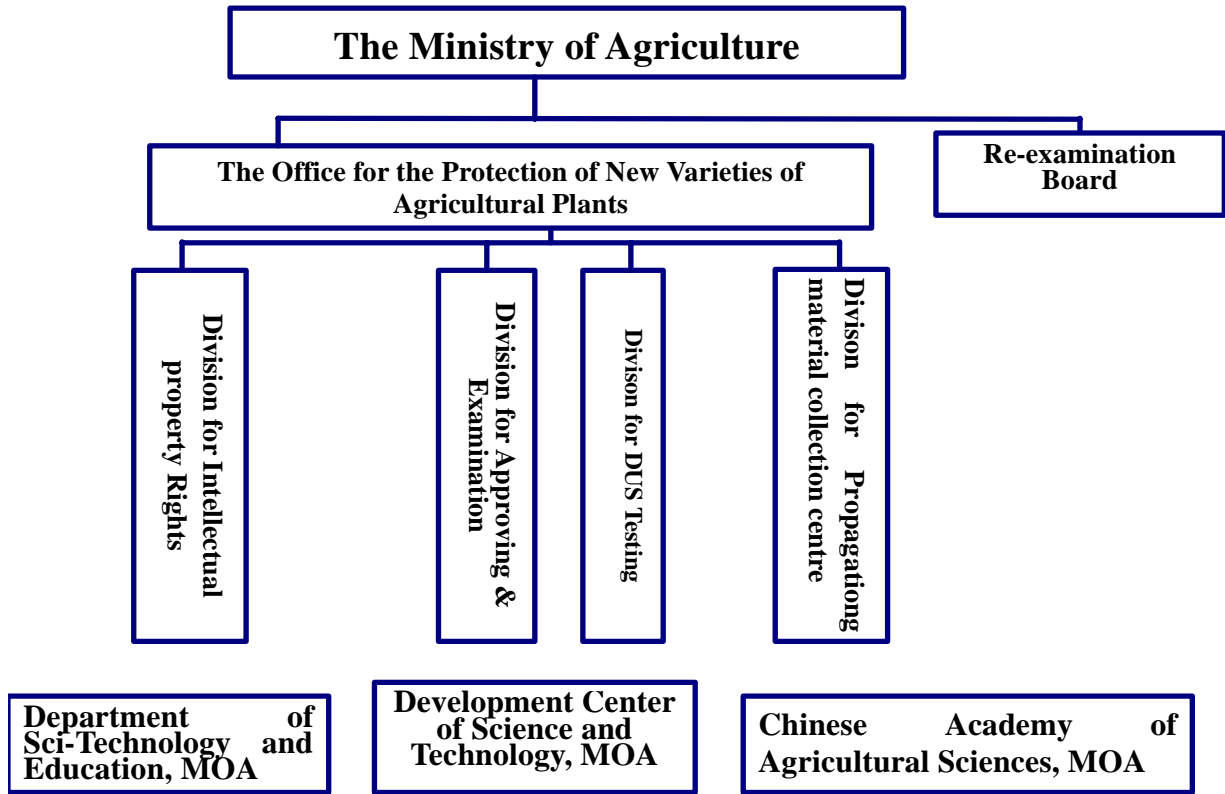 The Ministry of Agriculture
The Office for the Protection of New Varieties of
Agricultural Plants
Re-examination
Board
Division for Intellectual
property Rights
Division for Approving &
Examination
Divison for DUS Testing
Divison for Propagationg
material collection centre
Department of
Sci-Technology and
Education, MOA
Development Center
of Science and
Technology, MOA
Chinese Academy of
Agricultural Sciences, MOA